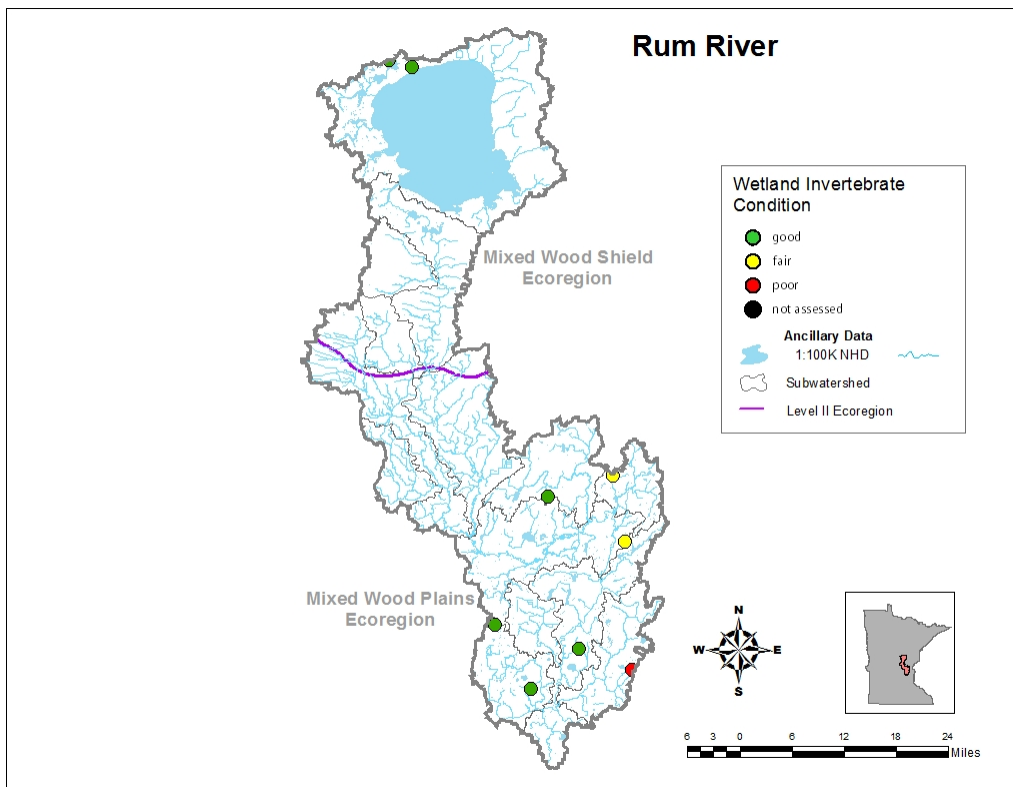 Rum River
Wetland Invertebrate
Condition
good
fair
poor
not assessed
Ancillary Data
1:100K NHD
Subwatershed
Level II Ecoregion
Mixed Wood Shield
Ecoregion
Mixed Wood Plains
Ecoregion
N
W E
S
6 3 0 6 12 18 24
Miles